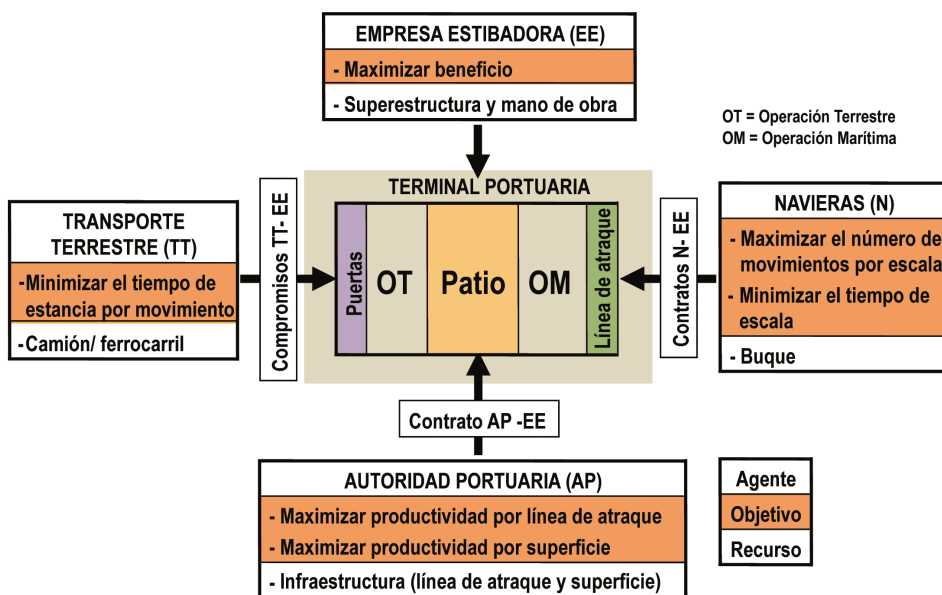 EMPRESA ESTIBADORA (EE)
- Maximizar beneficio
- Superestructura y mano de obra
OT = Operación Terrestre
OM = Operación Marítima
TERMINAL PORTUARIA
TRANSPORTE
TERRESTRE (TT)
-Minimizar el tiempo de
estancia por movimiento
-Camión/ ferrocarril
Compromisos TT- EE
Puertas
OT
Patio
OM
Línea de atraque
Contratos N- EE
NAVIERAS (N)
- Maximizar el número de
movimientos por escala
- Minimizar el tiempo de
escala
- Buque
Contrato AP -EE
AUTORIDAD PORTUARIA (AP)
- Maximizar productividad por línea de atraque
- Maximizar productividad por superficie
- Infraestructura (línea de atraque y superficie)
Agente
Objetivo
Recurso